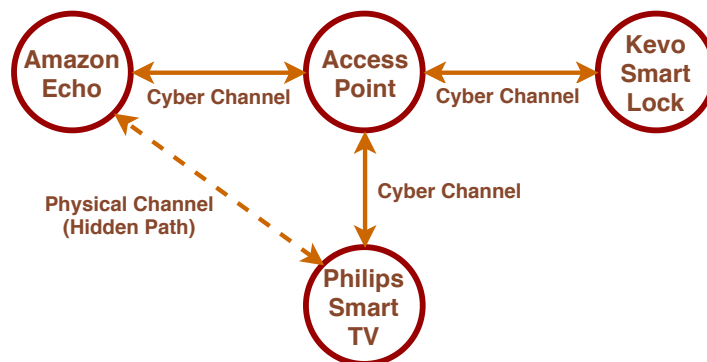 Amazon
Echo
Cyber Channel
Access
Point
Cyber Channel
Kevo
Smart
Lock
Cyber Channel
Physical Channel
(Hidden Path)
Philips
Smart
TV